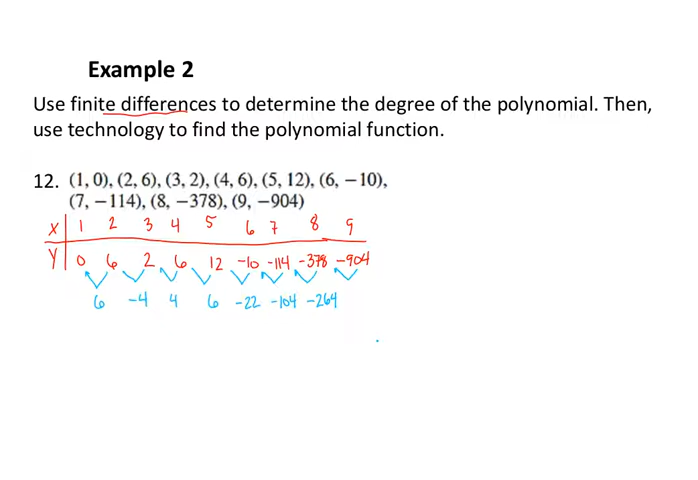 Example 2
Use finite differences to determine the degree of the polynomial. Then,
use technology to find the polynomial function.
12. (1, 0), (2, 6), (3, 2), (4, 6), (5, 12), (6, −10),
(7, −114), (8, −378), (9, −904)
X 1 2 3 4 5 6 7 8 9
Y 0 6 2 6 12 -10 -114 -378 -904
6 -4 4 6 -22 -104 -264